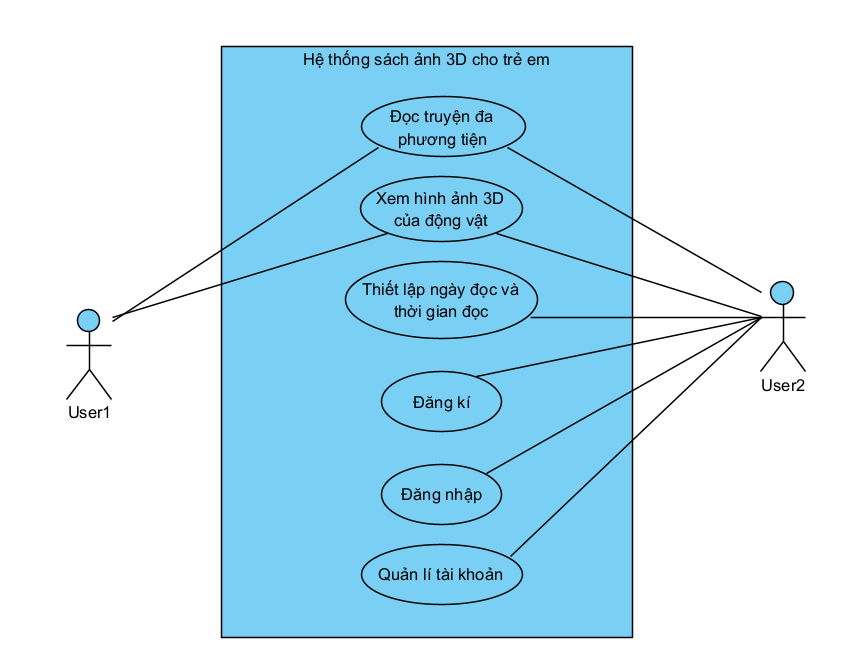 Hệ thống sách ảnh 3D cho trẻ em
Đọc truyện đa
phương tiện
Xem hình ảnh 3D
của động vật
Thiết lập ngày đọc và
thời gian đọc
Đăng kí
Đăng nhập
Quản lí tài khoản
User1
User2